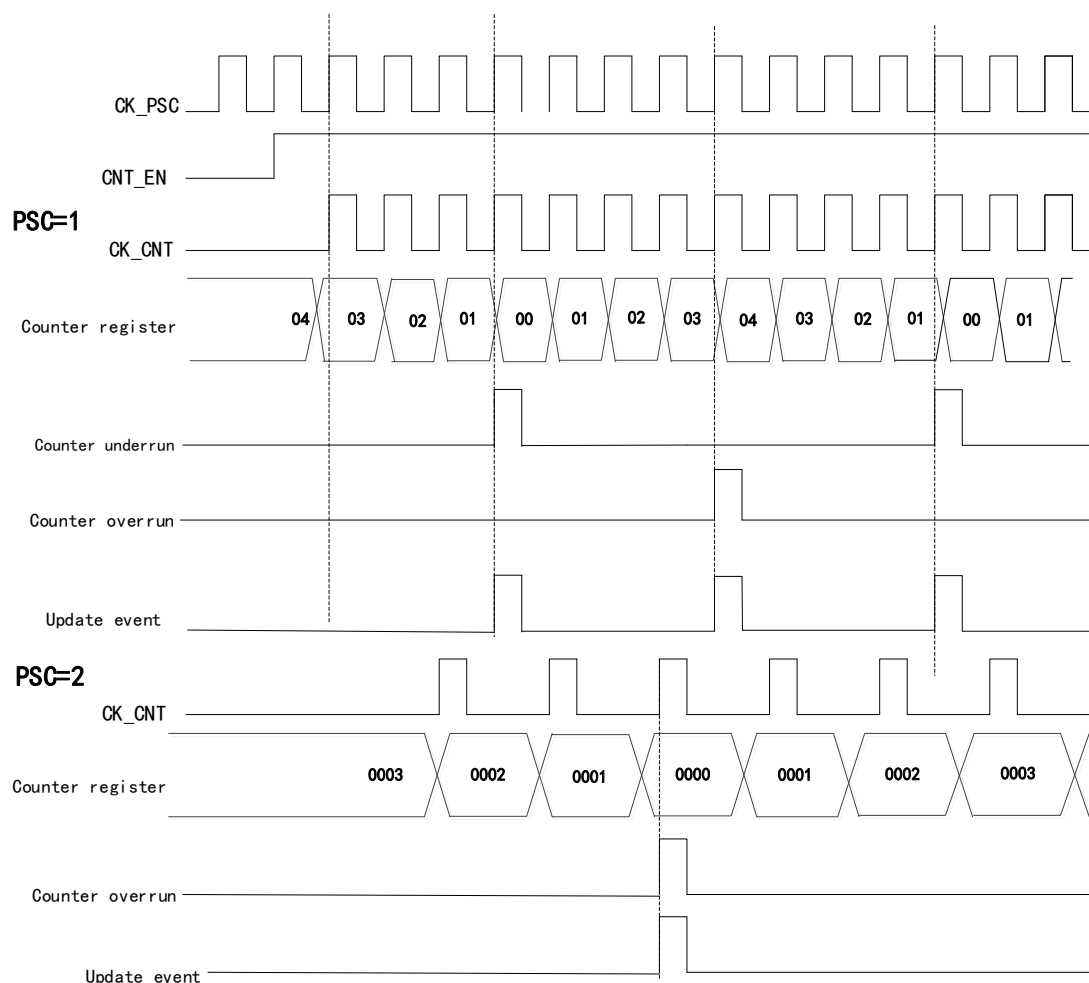 CK_PSC
CNT_EN
PSC=1
CK_CNT
Counter register 04 03 02 01 00 01 02 03 04 03 02 01 00 01
Counter underrun
Counter overrun
Update event
PSC=2
CK_CNT
Counter register 0003 0002 0001 0000 0001 0002 0003
Counter overrun
Update event